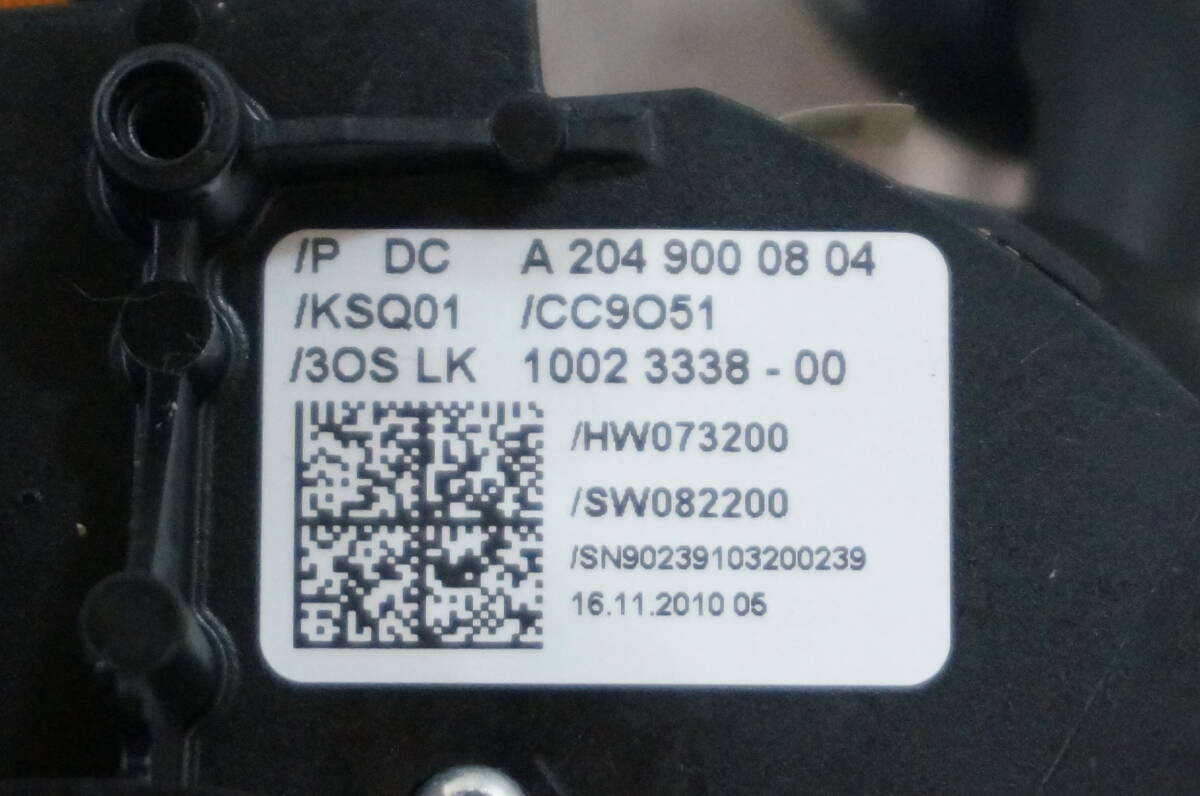 /P DC A 204 900 08 04
/KSQ01 /CC9O51
/3OS LK 1002 3338 - 00
/HW073200
/SW082200
/SN90239103200239
16.11.2010 05